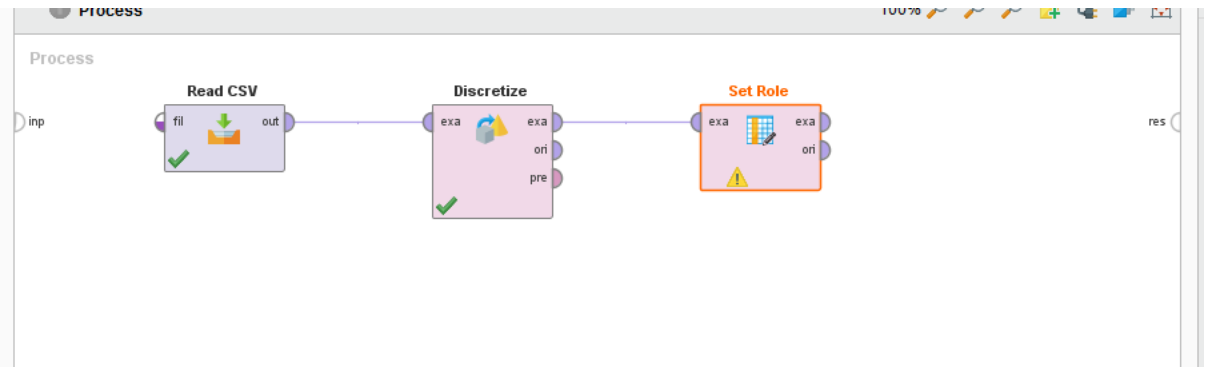 Process
100%
Process
Read CSV
Discretize
Set Role
inp
fil
out
exa
exa
exa
exa
res
ori
ori
pre